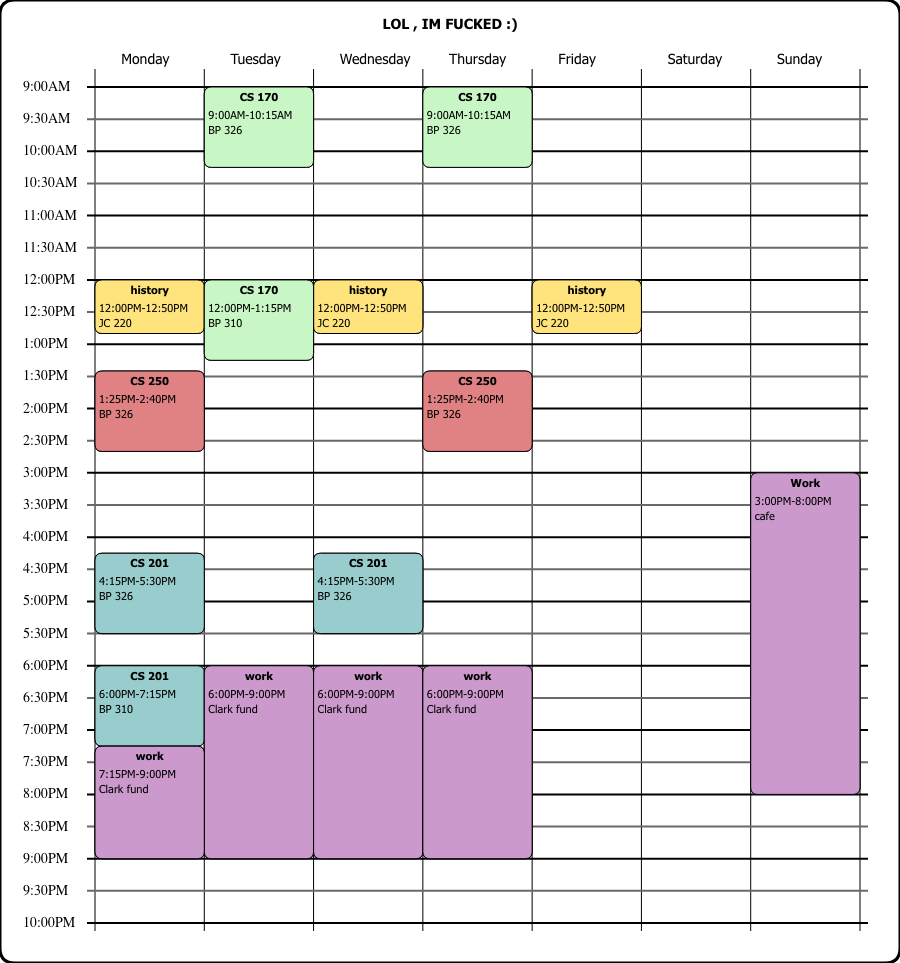 LOL , IM FUCKED :)
Monday Tuesday Wednesday Thursday Friday Saturday Sunday
9:00AM
9:30AM
10:00AM
10:30AM
11:00AM
11:30AM
12:00PM
12:30PM
1:00PM
1:30PM
2:00PM
2:30PM
3:00PM
3:30PM
4:00PM
4:30PM
5:00PM
5:30PM
6:00PM
6:30PM
7:00PM
7:30PM
8:00PM
8:30PM
9:00PM
9:30PM
10:00PM
history
12:00PM-12:50PM
JC 220
CS 250
1:25PM-2:40PM
BP 326
CS 201
4:15PM-5:30PM
BP 326
CS 201
6:00PM-7:15PM
BP 310
work
7:15PM-9:00PM
Clark fund
CS 170
9:00AM-10:15AM
BP 326
CS 170
12:00PM-1:15PM
BP 310
work
6:00PM-9:00PM
Clark fund
history
12:00PM-12:50PM
JC 220
CS 201
4:15PM-5:30PM
BP 326
work
6:00PM-9:00PM
Clark fund
CS 170
9:00AM-10:15AM
BP 326
CS 250
1:25PM-2:40PM
BP 326
work
6:00PM-9:00PM
Clark fund
history
12:00PM-12:50PM
JC 220
Work
3:00PM-8:00PM
cafe